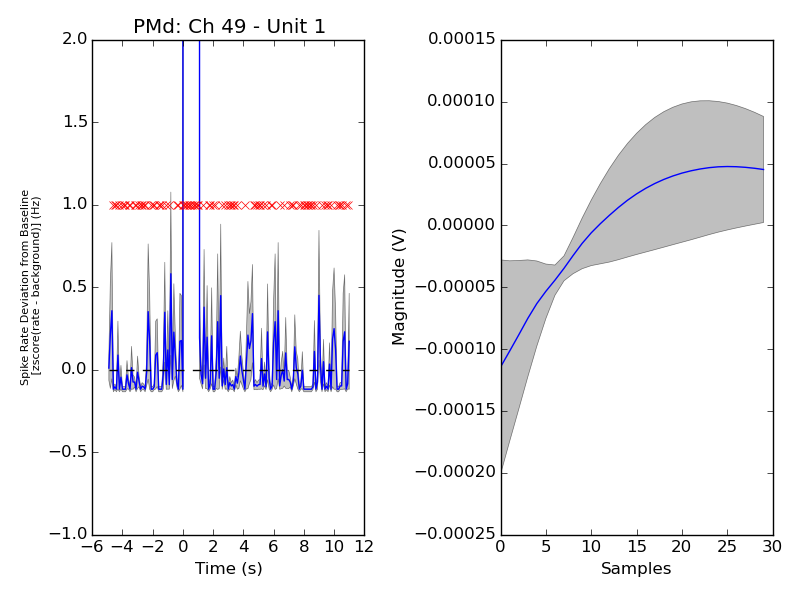 PMd: Ch 49 - Unit 1
2.0
1.5
1.0
0.5
0.0
−0.5
−1.0
−6 −4 −2 0 2 4 6 8 10 12
Time (s)
Spike Rate Deviation from Baseline
[zscore(rate - background)] (Hz)
0.00015
0.00010
0.00005
0.00000
−0.00005
−0.00010
−0.00015
−0.00020
−0.00025
0 5 10 15 20 25 30
Samples
Magnitude (V)